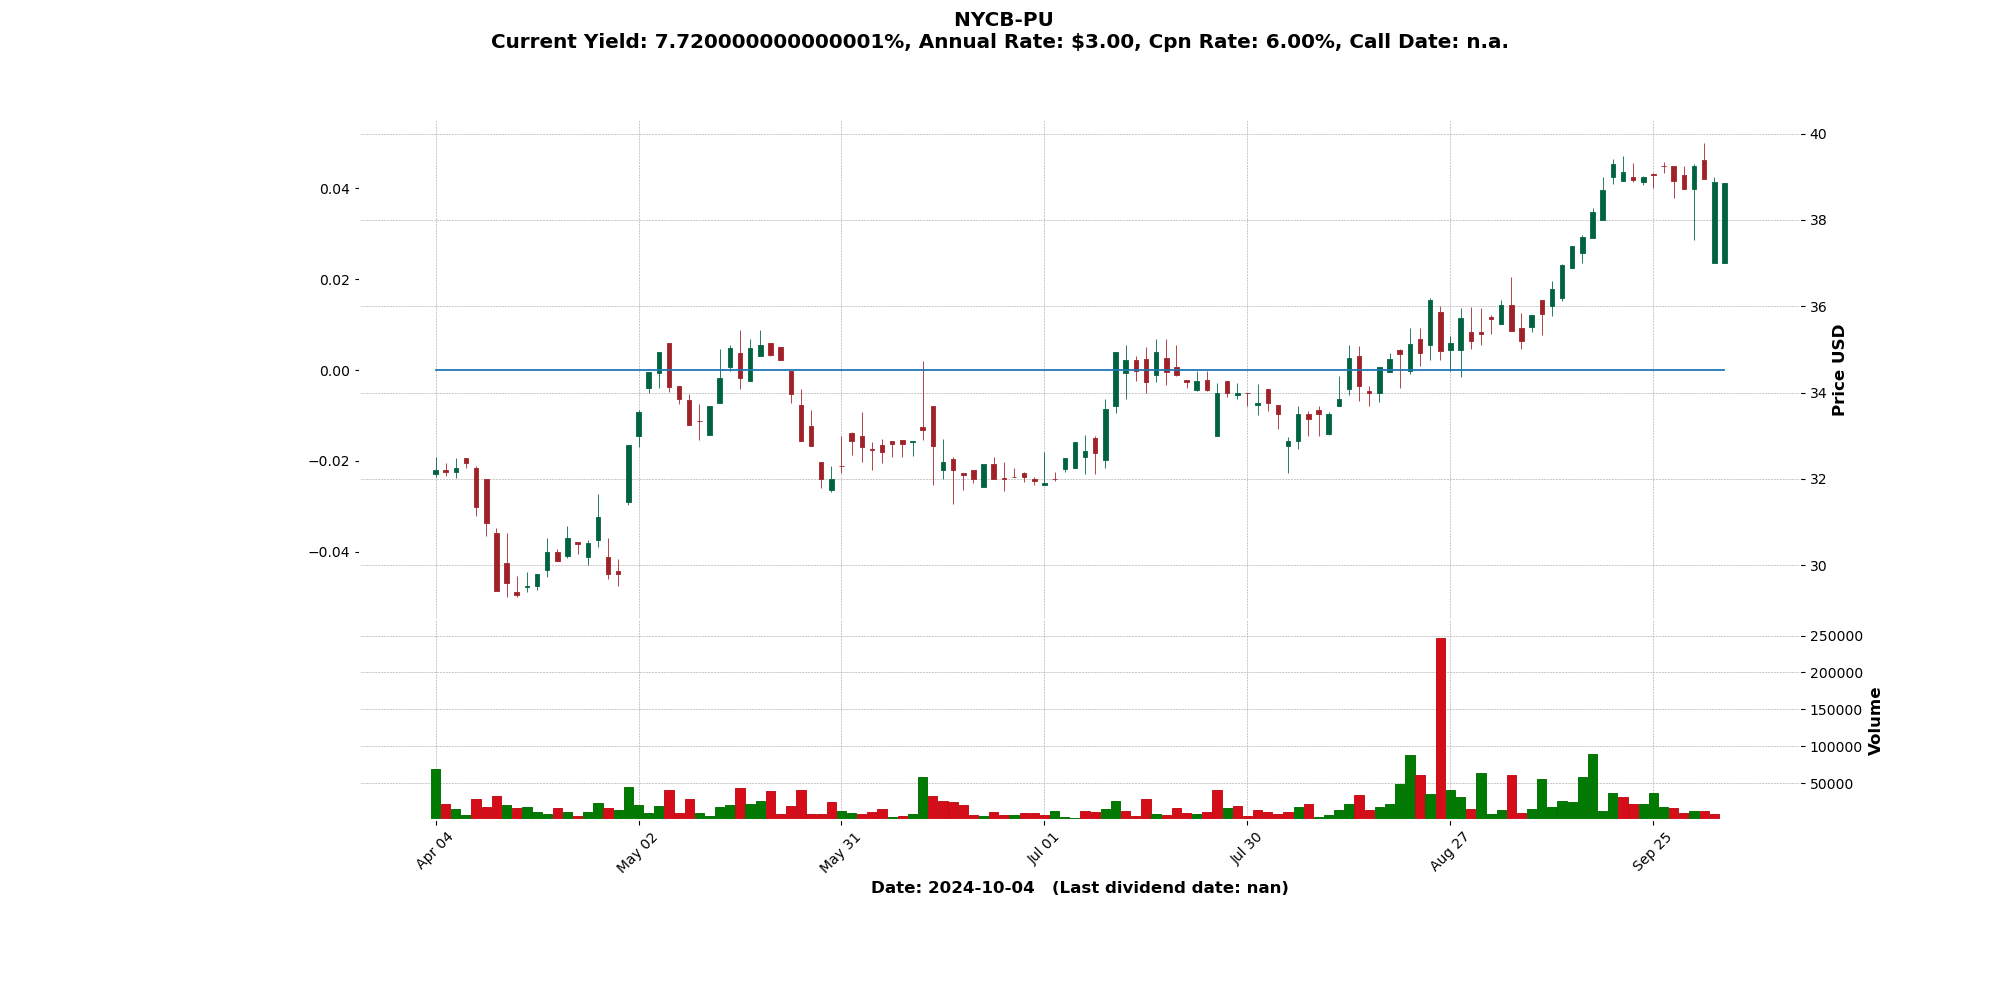 NYCB-PU
Current Yield: 7.720000000000001%, Annual Rate: $3.00, Cpn Rate: 6.00%, Call Date: n.a.
40
0.04
38
0.02
36
0.00
34
−0.02
32
−0.04
30
Price USD
250000
200000
150000
100000
50000
Volume
Apr 04
May 02
May 31
Jul 01
Jul 30
Aug 27
Sep 25
Date: 2024-10-04   (Last dividend date: nan)